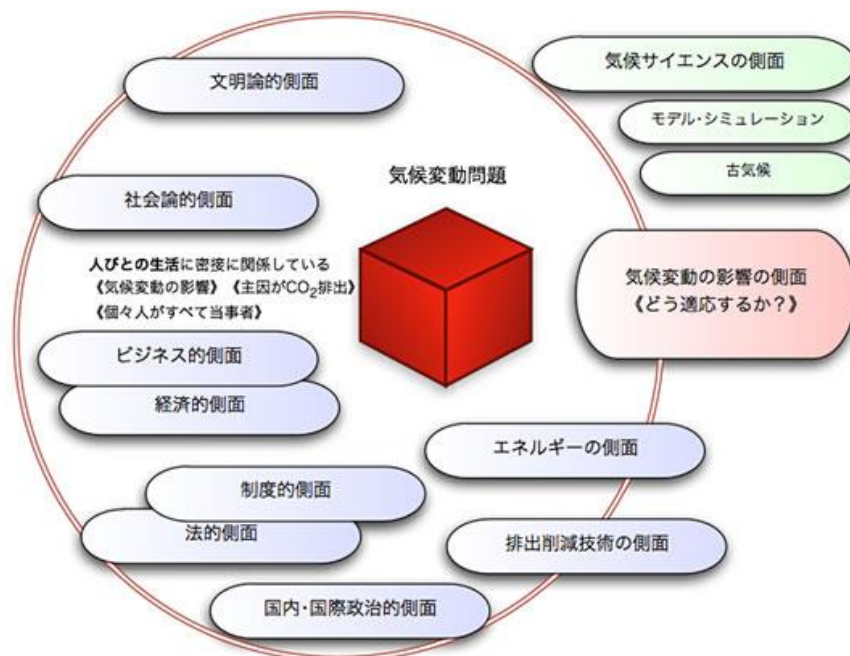 文明論的側面
気候サイエンスの側面
モデル・シミュレーション
古気候
気候変動問題
社会論的側面
人びとの生活に密接に関係している
《気候変動の影響》《主因がCO₂排出》
《個々人がすべて当事者》
気候変動の影響の側面
《どう適応するか？》
ビジネス的側面
経済的側面
エネルギーの側面
制度的側面
法的側面
排出削減技術の側面
国内・国際政治的側面